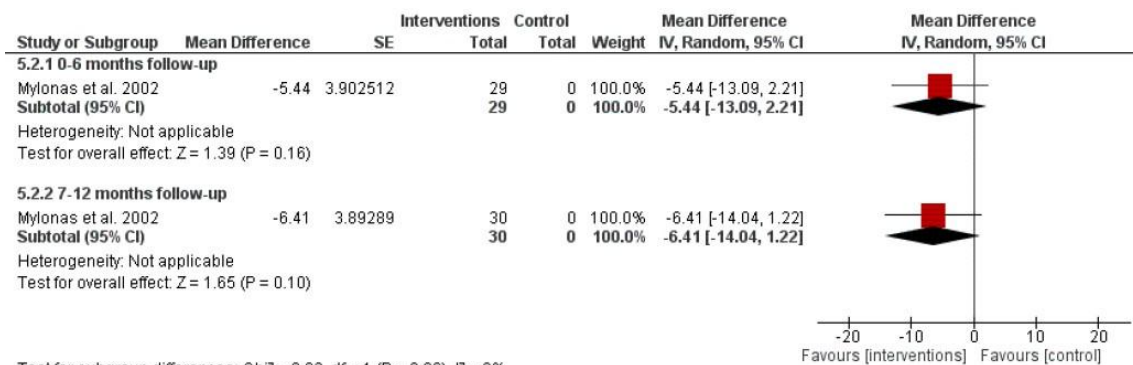 Interventions Control Mean Difference Mean Difference
Study or Subgroup Mean Difference SE Total Total Weight IV, Random, 95% CI IV, Random, 95% CI
5.2.1 0-6 months follow-up
Mylonas et al. 2002 -5.44 3.902512 29 0 100.0% -5.44 [-13.09, 2.21]
Subtotal (95% CI) 29 0 100.0% -5.44 [-13.09, 2.21]
Heterogeneity: Not applicable
Test for overall effect: Z = 1.39 (P = 0.16)
5.2.2 7-12 months follow-up
Mylonas et al. 2002 -6.41 3.89289 30 0 100.0% -6.41 [-14.04, 1.22]
Subtotal (95% CI) 30 0 100.0% -6.41 [-14.04, 1.22]
Heterogeneity: Not applicable
Test for overall effect: Z = 1.65 (P = 0.10)
-20 -10 0 10 20
Favours [interventions] Favours [control]